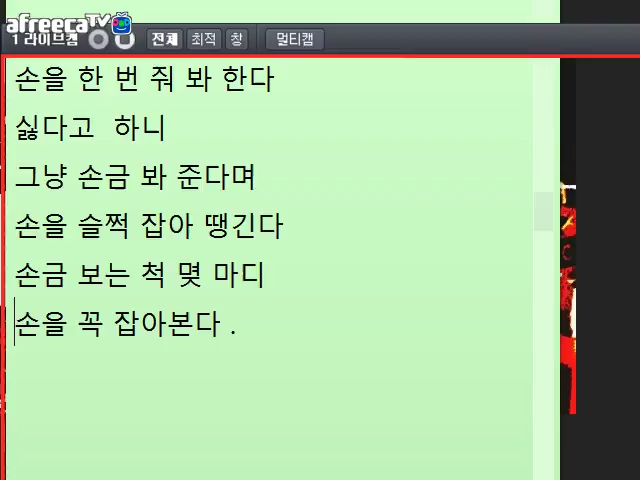 afreecaTV
1 라이브캠 전체 최적 창 멀티캠
손을 한 번 줘 봐 한다
싫다고 하니
그냥 손금 봐 준다며
손을 슬쩍 잡아 땡긴다
손금 보는 척 몇 마디
손을 꼭 잡아본다 .